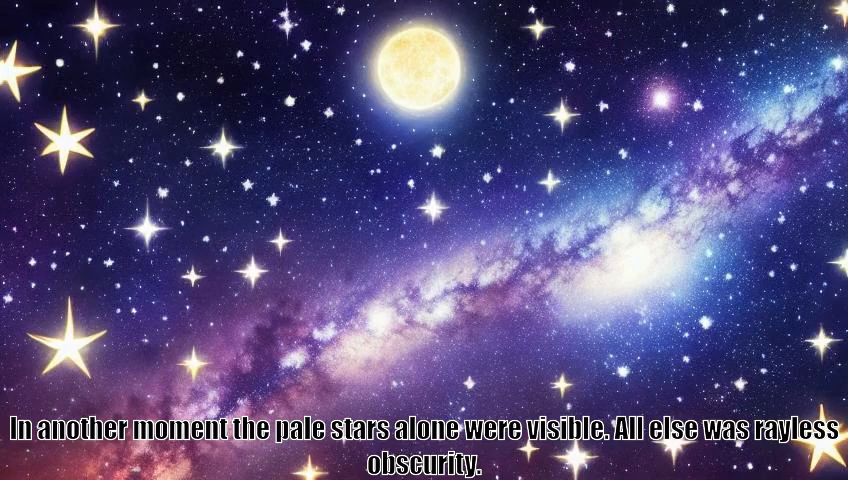 In another moment the pale stars alone were visible. All else was rayless
obscurity.